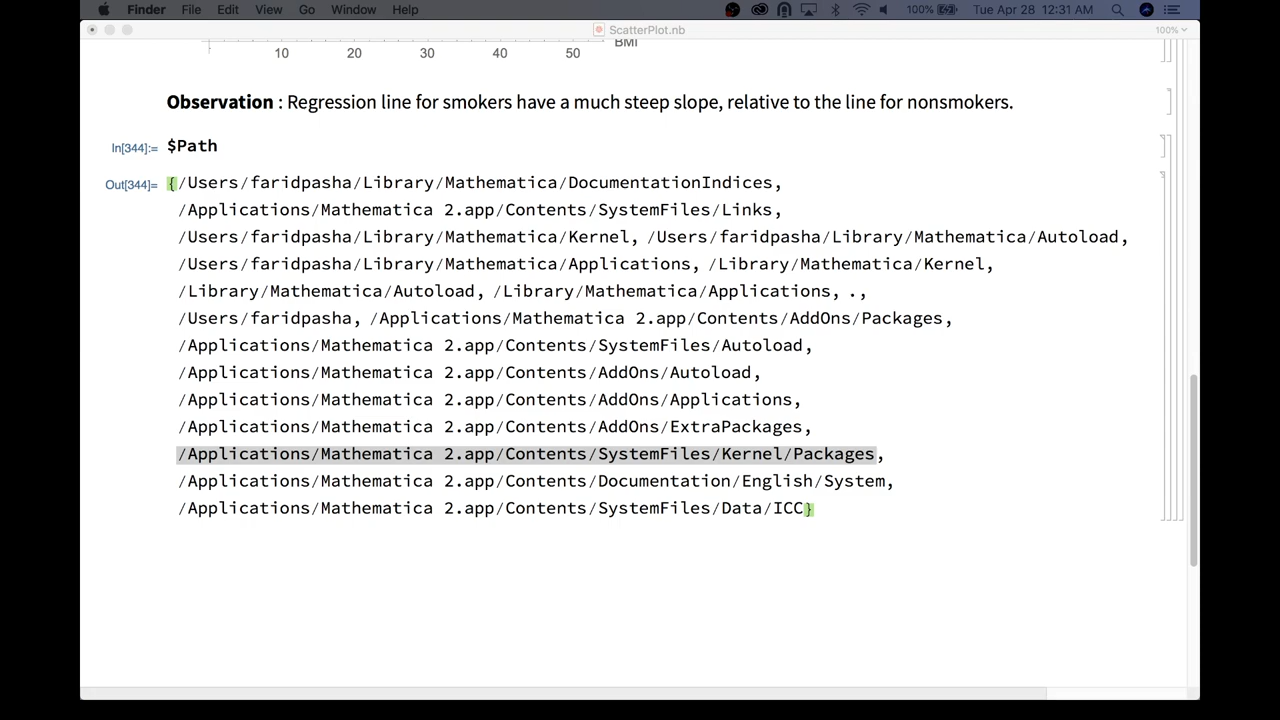 Finder File Edit View Go Window Help 100% Tue Apr 28 12:31 AM
ScatterPlot.nb 100%
BMI
10 20 30 40 50
Observation : Regression line for smokers have a much steep slope, relative to the line for nonsmokers.
In[344]:= $Path
Out[344]= {/Users/faridpasha/Library/Mathematica/DocumentationIndices,
/Applications/Mathematica 2.app/Contents/SystemFiles/Links,
/Users/faridpasha/Library/Mathematica/Kernel, /Users/faridpasha/Library/Mathematica/Autoload,
/Users/faridpasha/Library/Mathematica/Applications, /Library/Mathematica/Kernel,
/Library/Mathematica/Autoload, /Library/Mathematica/Applications, .,
/Users/faridpasha, /Applications/Mathematica 2.app/Contents/AddOns/Packages,
/Applications/Mathematica 2.app/Contents/SystemFiles/Autoload,
/Applications/Mathematica 2.app/Contents/AddOns/Autoload,
/Applications/Mathematica 2.app/Contents/AddOns/Applications,
/Applications/Mathematica 2.app/Contents/AddOns/ExtraPackages,
/Applications/Mathematica 2.app/Contents/SystemFiles/Kernel/Packages,
/Applications/Mathematica 2.app/Contents/Documentation/English/System,
/Applications/Mathematica 2.app/Contents/SystemFiles/Data/ICC}